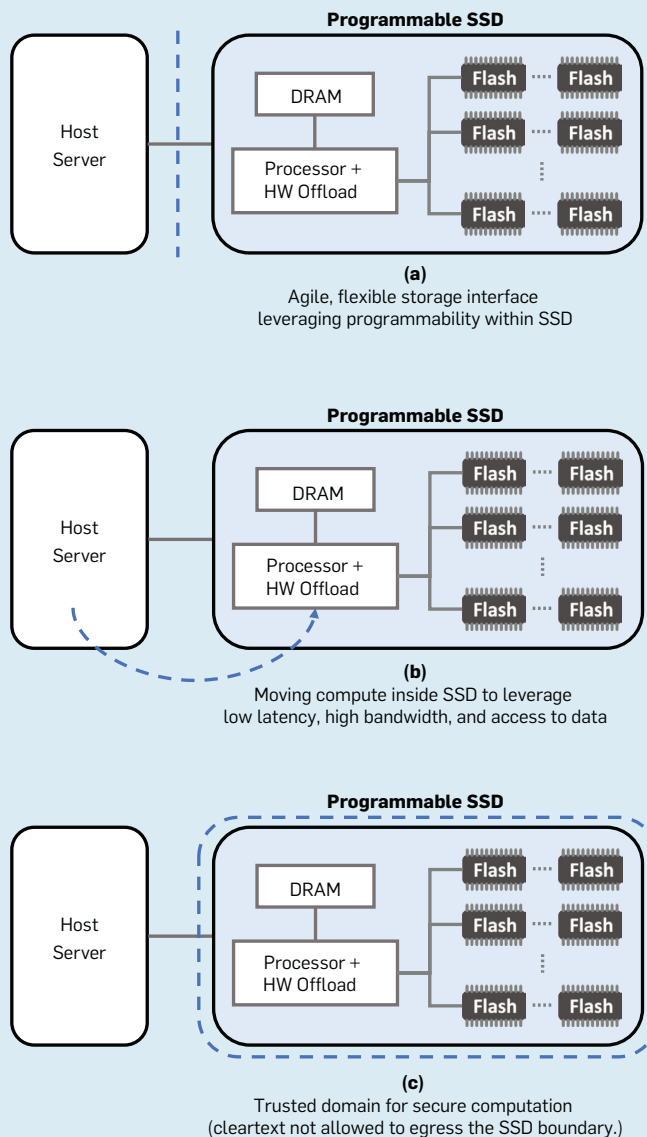 Programmable SSD
Host
Server
DRAM
Processor +
HW Offload
Flash Flash
Flash Flash
Flash Flash
(a)
Agile, flexible storage interface
leveraging programmability within SSD
Programmable SSD
Host
Server
DRAM
Processor +
HW Offload
Flash Flash
Flash Flash
Flash Flash
(b)
Moving compute inside SSD to leverage
low latency, high bandwidth, and access to data
Programmable SSD
Host
Server
DRAM
Processor +
HW Offload
Flash Flash
Flash Flash
Flash Flash
(c)
Trusted domain for secure computation
(cleartext not allowed to egress the SSD boundary.)